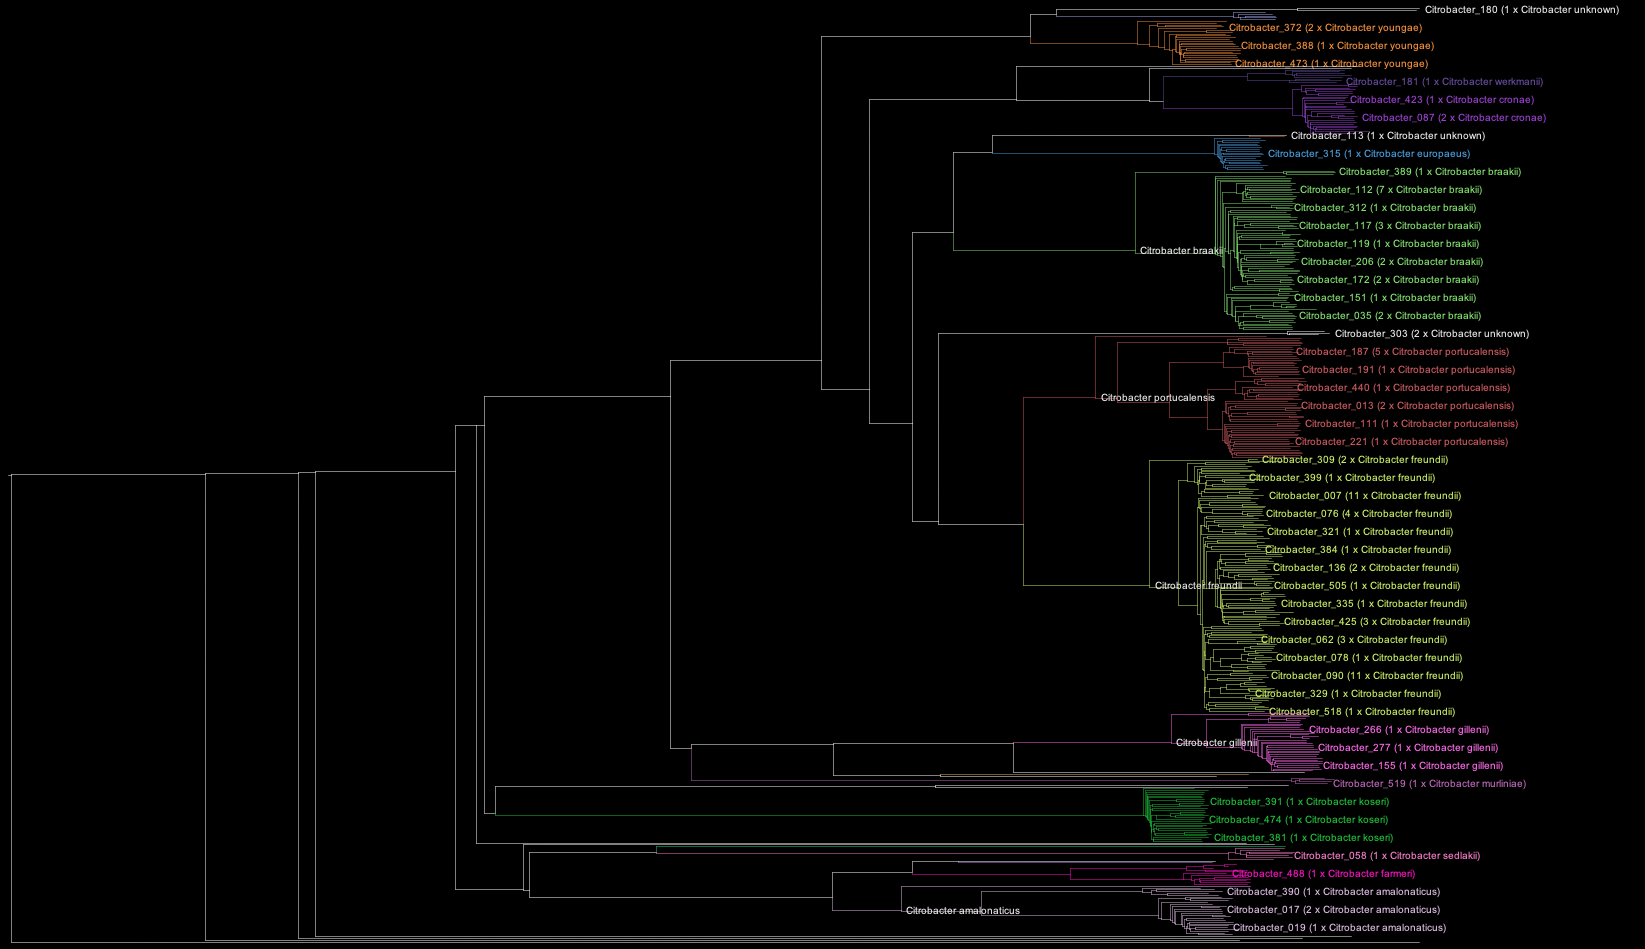 Citrobacter_180 (1 x Citrobacter unknown)
Citrobacter_372 (2 x Citrobacter youngae)
Citrobacter_388 (1 x Citrobacter youngae)
Citrobacter_473 (1 x Citrobacter youngae)
Citrobacter_181 (1 x Citrobacter werkmanii)
Citrobacter_423 (1 x Citrobacter cronae)
Citrobacter_087 (2 x Citrobacter cronae)
Citrobacter_113 (1 x Citrobacter unknown)
Citrobacter_315 (1 x Citrobacter europaeus)
Citrobacter_389 (1 x Citrobacter braakii)
Citrobacter_112 (7 x Citrobacter braakii)
Citrobacter_312 (1 x Citrobacter braakii)
Citrobacter_117 (3 x Citrobacter braakii)
Citrobacter_119 (1 x Citrobacter braakii)
Citrobacter braakii
Citrobacter_206 (2 x Citrobacter braakii)
Citrobacter_172 (2 x Citrobacter braakii)
Citrobacter_151 (1 x Citrobacter braakii)
Citrobacter_035 (2 x Citrobacter braakii)
Citrobacter_303 (2 x Citrobacter unknown)
Citrobacter_187 (5 x Citrobacter portucalensis)
Citrobacter_191 (1 x Citrobacter portucalensis)
Citrobacter_440 (1 x Citrobacter portucalensis)
Citrobacter portucalensis
Citrobacter_013 (2 x Citrobacter portucalensis)
Citrobacter_111 (1 x Citrobacter portucalensis)
Citrobacter_221 (1 x Citrobacter portucalensis)
Citrobacter_309 (2 x Citrobacter freundii)
Citrobacter_399 (1 x Citrobacter freundii)
Citrobacter_007 (11 x Citrobacter freundii)
Citrobacter_076 (4 x Citrobacter freundii)
Citrobacter_321 (1 x Citrobacter freundii)
Citrobacter_384 (1 x Citrobacter freundii)
Citrobacter_136 (2 x Citrobacter freundii)
Citrobacter freundii
Citrobacter_505 (1 x Citrobacter freundii)
Citrobacter_335 (1 x Citrobacter freundii)
Citrobacter_425 (3 x Citrobacter freundii)
Citrobacter_062 (3 x Citrobacter freundii)
Citrobacter_078 (1 x Citrobacter freundii)
Citrobacter_090 (11 x Citrobacter freundii)
Citrobacter_329 (1 x Citrobacter freundii)
Citrobacter_518 (1 x Citrobacter freundii)
Citrobacter_266 (1 x Citrobacter gillenii)
Citrobacter gillenii
Citrobacter_277 (1 x Citrobacter gillenii)
Citrobacter_155 (1 x Citrobacter gillenii)
Citrobacter_519 (1 x Citrobacter murliniae)
Citrobacter_391 (1 x Citrobacter koseri)
Citrobacter_474 (1 x Citrobacter koseri)
Citrobacter_381 (1 x Citrobacter koseri)
Citrobacter_058 (1 x Citrobacter sedlakii)
Citrobacter_488 (1 x Citrobacter farmeri)
Citrobacter_390 (1 x Citrobacter amalonaticus)
Citrobacter amalonaticus
Citrobacter_017 (2 x Citrobacter amalonaticus)
Citrobacter_019 (1 x Citrobacter amalonaticus)